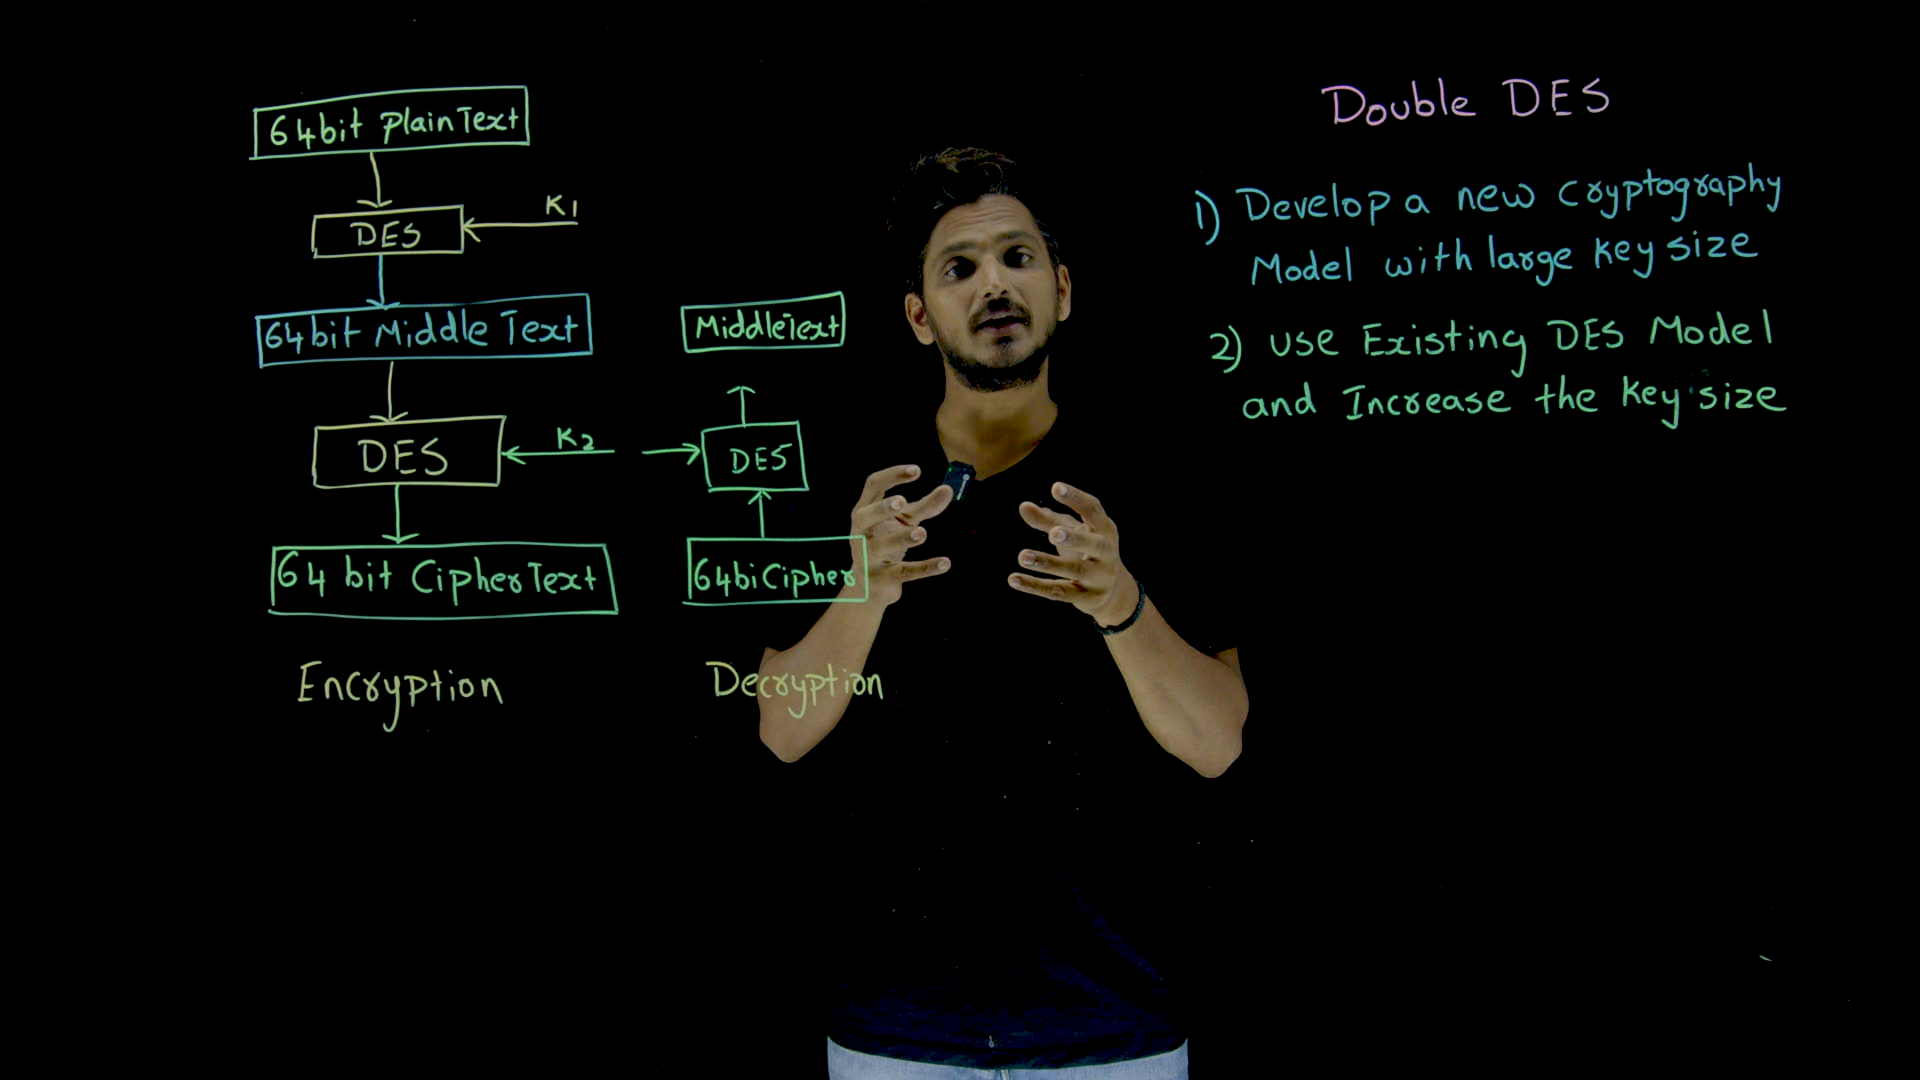 64bit PlainText
K1
DES
64bit Middle Text
K2
DES
64 bit CipherText
Encryption
MiddleText
DES
64biCipher
Decryption
Double DES
1) Develop a new cryptography
Model with large key size
2) Use Existing DES Model
and Increase the key size